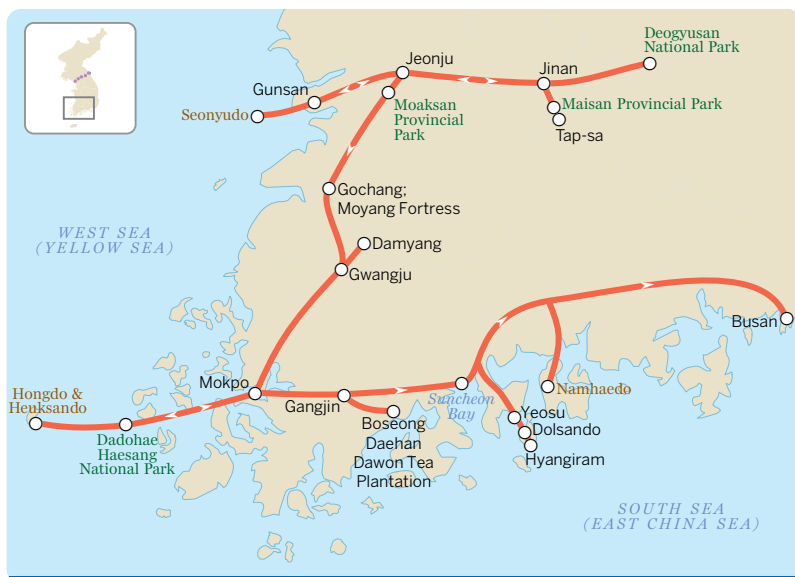 Deogyusan
National Park
Jeonju
Jinan
Gunsan
Seonyudo
Moaksan
Provincial
Park
Maisan Provincial Park
Tap-sa
Gochang;
Moyang Fortress
WEST SEA
(YELLOW SEA)
Damyang
Gwangju
Busan
Mokpo
Hongdo &
Heuksando
Gangjin
Suncheon
Bay
Namhaedo
Dadohae
Haesang
National Park
Boseong
Daehan
Dawon Tea
Plantation
Yeosu
Dolsando
Hyangiram
SOUTH SEA
(EAST CHINA SEA)